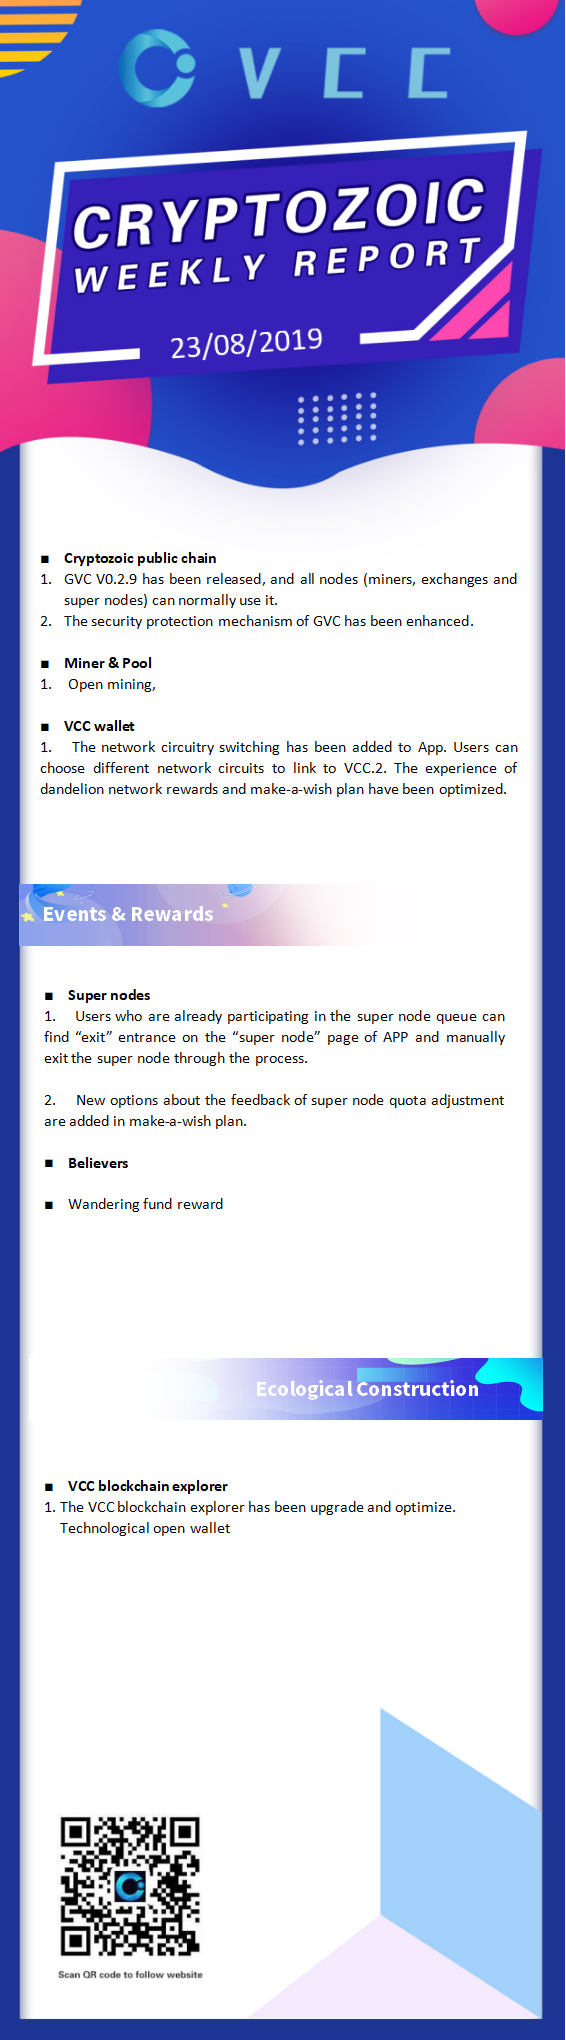 VCC
CRYPTOZOIC
WEEKLY REPORT
23/08/2019
■ Cryptozoic public chain
1. GVC V0.2.9 has been released, and all nodes (miners, exchanges and
super nodes) can normally use it.
2. The security protection mechanism of GVC has been enhanced.
■ Miner & Pool
1. Open mining,
■ VCC wallet
1. The network circuitry switching has been added to App. Users can
choose different network circuits to link to VCC.2. The experience of
dandelion network rewards and make-a-wish plan have been optimized.
Events & Rewards
■ Super nodes
1. Users who are already participating in the super node queue can
find “exit” entrance on the “super node” page of APP and manually
exit the super node through the process.
2. New options about the feedback of super node quota adjustment
are added in make-a-wish plan.
■ Believers
■ Wandering fund reward
Ecological Construction
■ VCC blockchain explorer
1. The VCC blockchain explorer has been upgrade and optimize.
Technological open wallet
Scan QR code to follow website